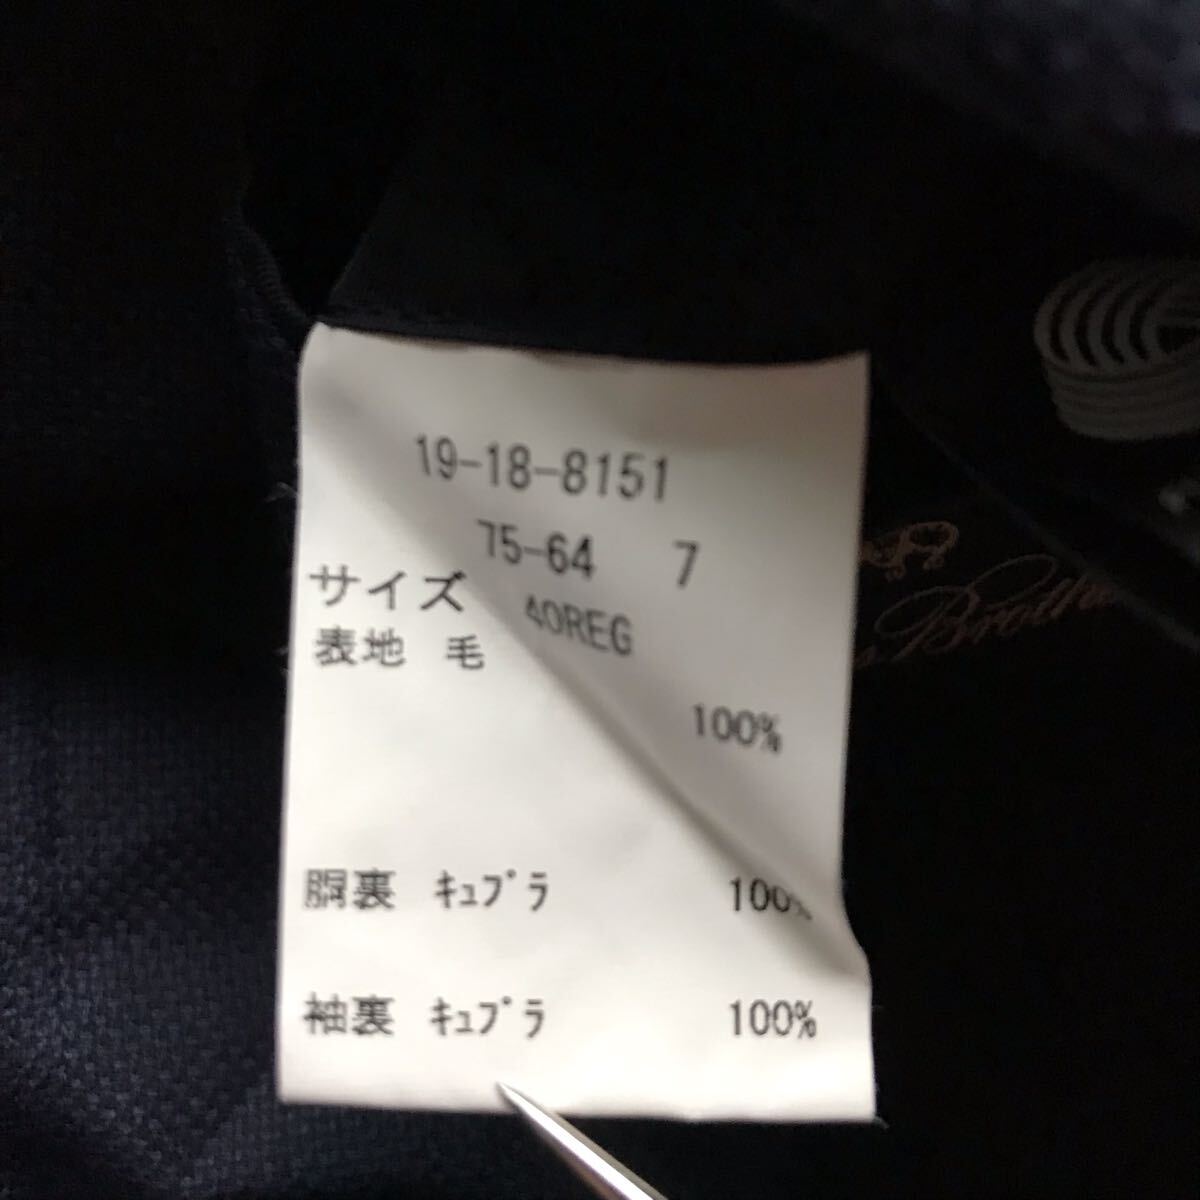 19-18-8151
75-64 7
サイズ 40REG
表地 毛
100%
胴裏 ｷｭﾌﾟﾗ 100%
袖裏 ｷｭﾌﾟﾗ 100%